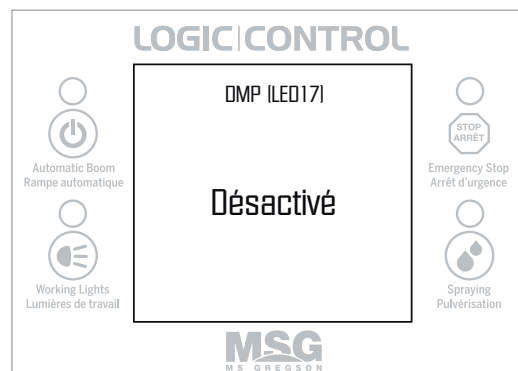 LOGIC|CONTROL
DMP (LED17)
Désactivé
Automatic Boom
Rampe automatique
Working Lights
Lumières de travail
STOP
ARRÊT
Emergency Stop
Arrêt d'urgence
Spraying
Pulvérisation
MSG
MS GREGSON